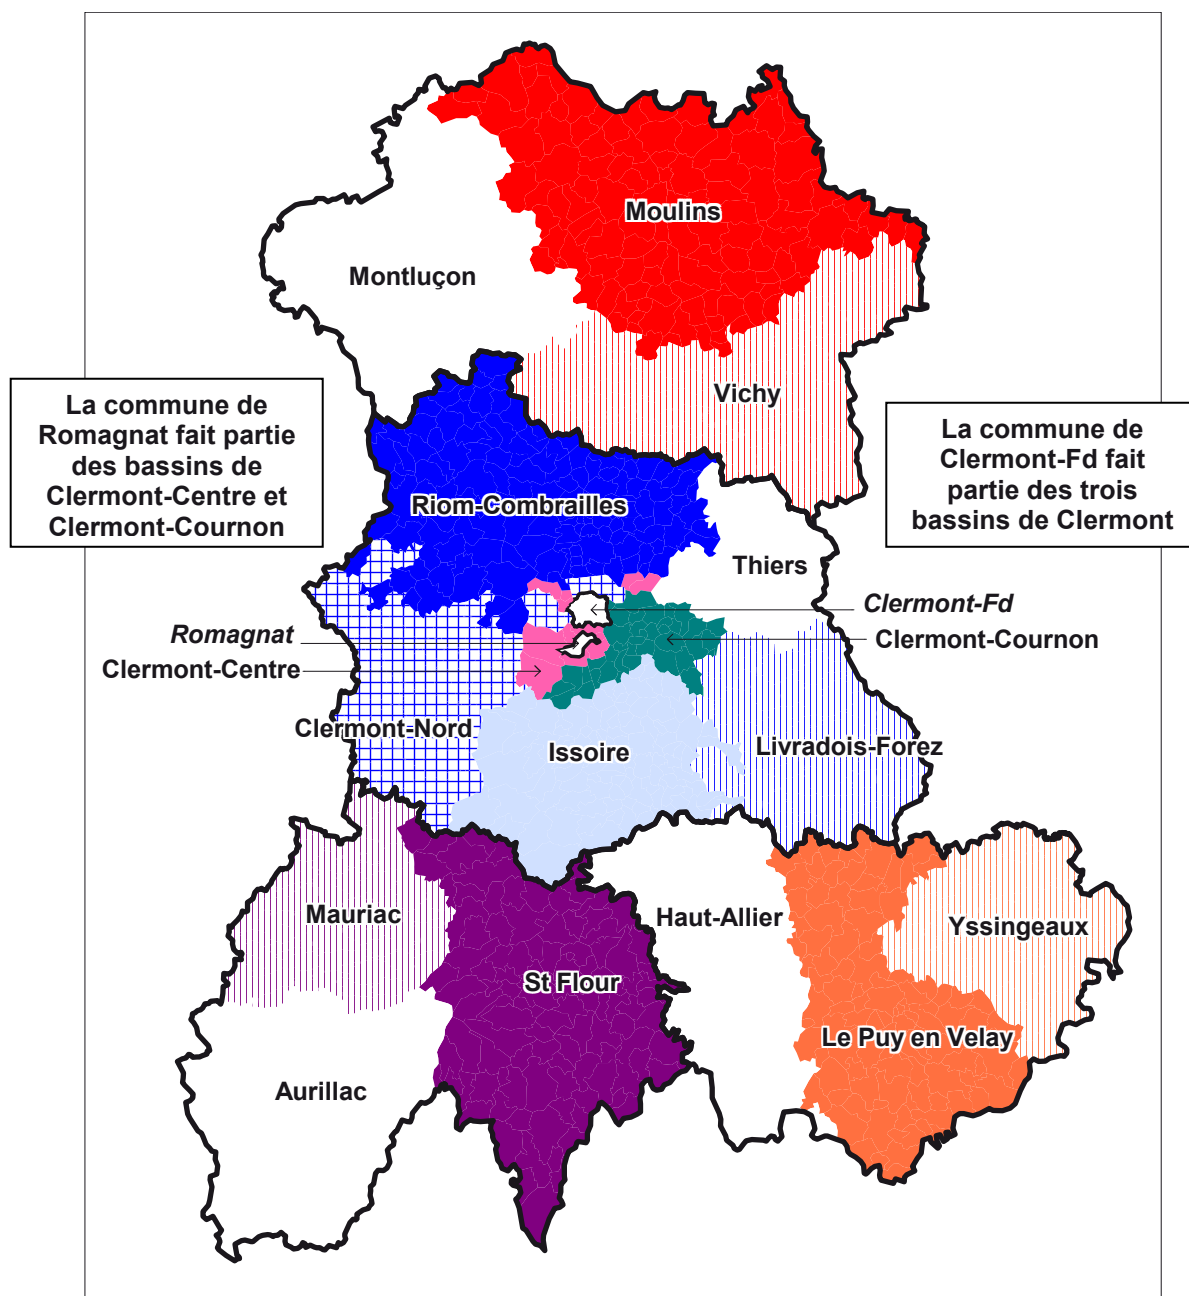 Moulins
Montluçon
Vichy
La commune de
Romagnat fait partie
des bassins de
Clermont-Centre et
Clermont-Cournon
La commune de
Clermont-Fd fait
partie des trois
bassins de Clermont
Riom-Combrailles
Thiers
Clermont-Fd
Romagnat
Clermont-Cournon
Clermont-Centre
Clermont-Nord
Issoire
Livradois-Forez
Mauriac
Haut-Allier
Yssingeaux
St Flour
Le Puy en Velay
Aurillac